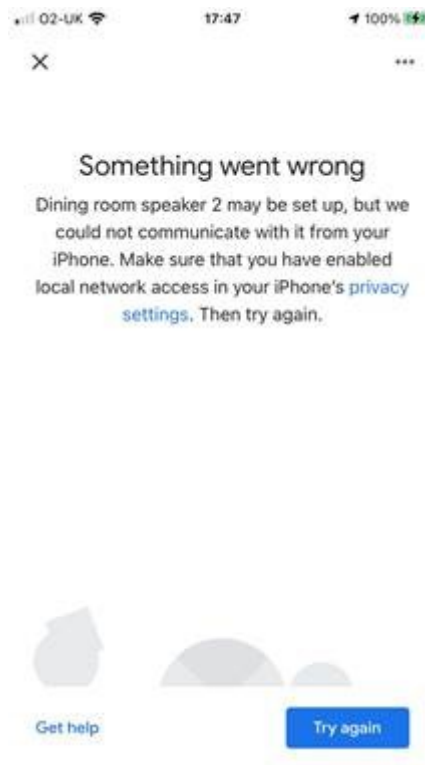 O2-UK 17:47 100%
Something went wrong
Dining room speaker 2 may be set up, but we
could not communicate with it from your
iPhone. Make sure that you have enabled
local network access in your iPhone's privacy
settings. Then try again.
Get help Try again